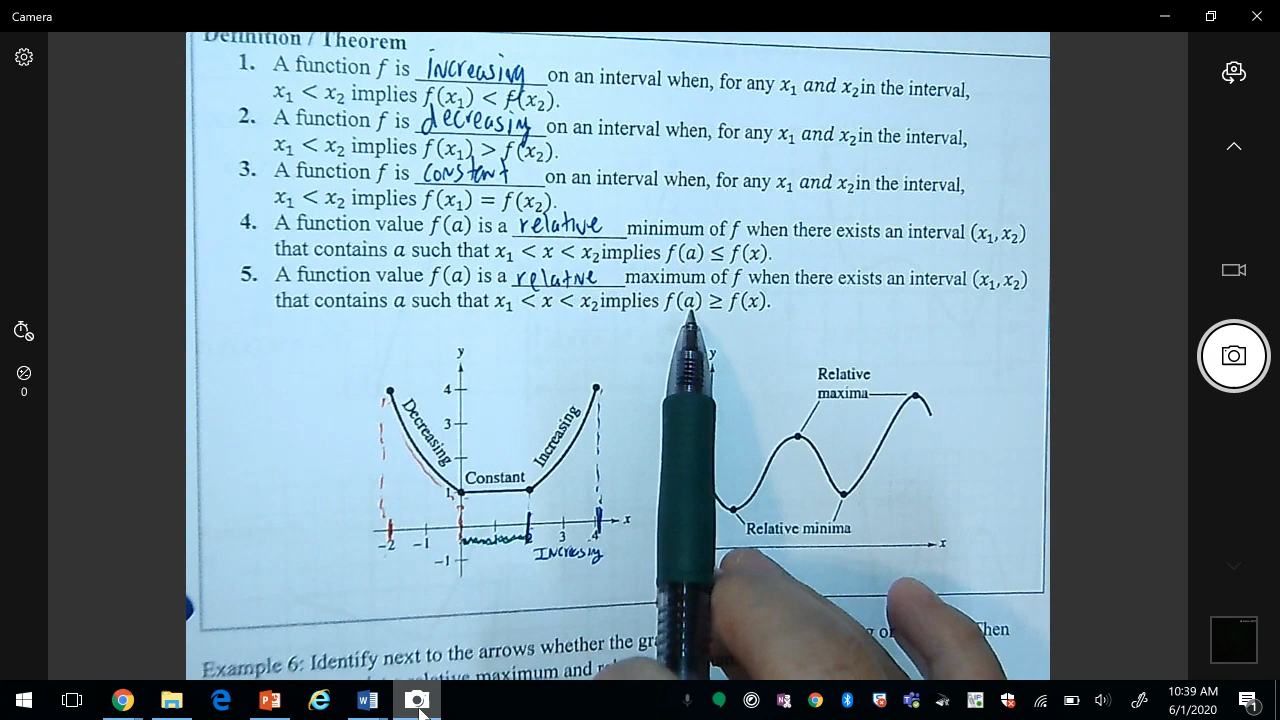 Camera
Definition / Theorem
1. A function f is increasing on an interval when, for any x₁ and x₂ in the interval,
x₁ < x₂ implies f(x₁) < f(x₂).
2. A function f is decreasing on an interval when, for any x₁ and x₂ in the interval,
x₁ < x₂ implies f(x₁) > f(x₂).
3. A function f is constant on an interval when, for any x₁ and x₂ in the interval,
x₁ < x₂ implies f(x₁) = f(x₂).
4. A function value f(a) is a relative minimum of f when there exists an interval (x₁, x₂)
that contains a such that x₁ < x < x₂ implies f(a) ≤ f(x).
5. A function value f(a) is a relative maximum of f when there exists an interval (x₁, x₂)
that contains a such that x₁ < x < x₂ implies f(a) ≥ f(x).
y
4
3
1
Decreasing
Constant
Increasing
-2 -1 2 3 4 x
Incresiy
-1
y
Relative
maxima
Relative minima
x
Example 6: Identify next to the arrows whether the
maximum and
0
10:39 AM
6/1/2020
1